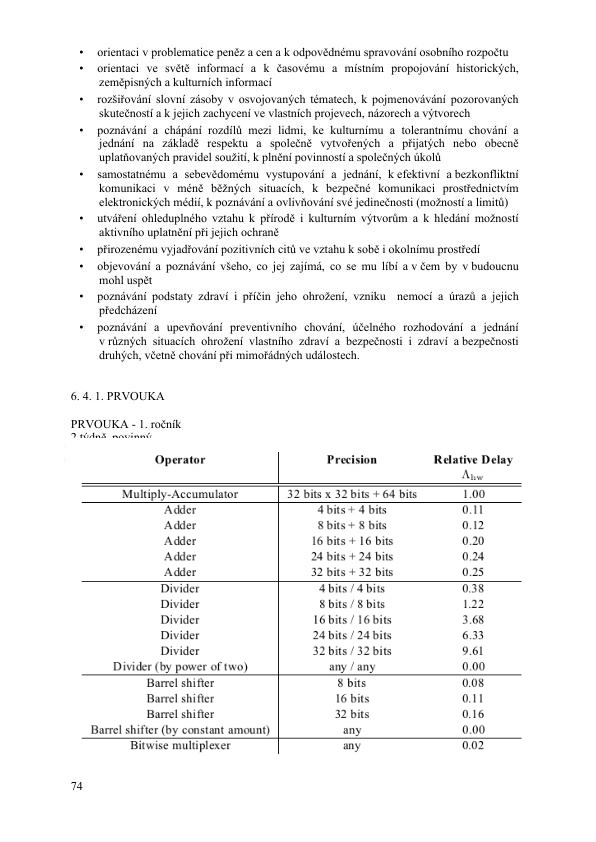 • orientaci v problematice peněz a cen a k odpovědnému spravování osobního rozpočtu
• orientaci ve světě informací a k časovému a místním propojování historických,
zeměpisných a kulturních informací
• rozšiřování slovní zásoby v osvojovaných tématech, k pojmenovávání pozorovaných
skutečností a k jejich zachycení ve vlastních projevech, názorech a výtvorech
• poznávání a chápání rozdílů mezi lidmi, ke kulturnímu a tolerantnímu chování a
jednání na základě respektu a společně vytvořených a přijatých nebo obecně
uplatňovaných pravidel soužití, k plnění povinností a společných úkolů
• samostatnému a sebevědomému vystupování a jednání, k efektivní a bezkonfliktní
komunikaci v méně běžných situacích, k bezpečné komunikaci prostřednictvím
elektronických médií, k poznávání a ovlivňování své jedinečnosti (možností a limitů)
• utváření ohleduplného vztahu k přírodě i kulturním výtvorům a k hledání možností
aktivního uplatnění při jejich ochraně
• přirozenému vyjadřování pozitivních citů ve vztahu k sobě i okolnímu prostředí
• objevování a poznávání všeho, co jej zajímá, co se mu líbí a v čem by v budoucnu
mohl uspět
• poznávání podstaty zdraví i příčin jeho ohrožení, vzniku nemocí a úrazů a jejich
předcházení
• poznávání a upevňování preventivního chování, účelného rozhodování a jednání
v různých situacích ohrožení vlastního zdraví a bezpečnosti i zdraví a bezpečnosti
druhých, včetně chování při mimořádných událostech.
6. 4. 1. PRVOUKA
PRVOUKA - 1. ročník
2 týdně, povinný
Operator Precision Relative Delay
Λhw
Multiply-Accumulator 32 bits x 32 bits + 64 bits 1.00
Adder 4 bits + 4 bits 0.11
Adder 8 bits + 8 bits 0.12
Adder 16 bits + 16 bits 0.20
Adder 24 bits + 24 bits 0.24
Adder 32 bits + 32 bits 0.25
Divider 4 bits / 4 bits 0.38
Divider 8 bits / 8 bits 1.22
Divider 16 bits / 16 bits 3.68
Divider 24 bits / 24 bits 6.33
Divider 32 bits / 32 bits 9.61
Divider (by power of two) any / any 0.00
Barrel shifter 8 bits 0.08
Barrel shifter 16 bits 0.11
Barrel shifter 32 bits 0.16
Barrel shifter (by constant amount) any 0.00
Bitwise multiplexer any 0.02
74